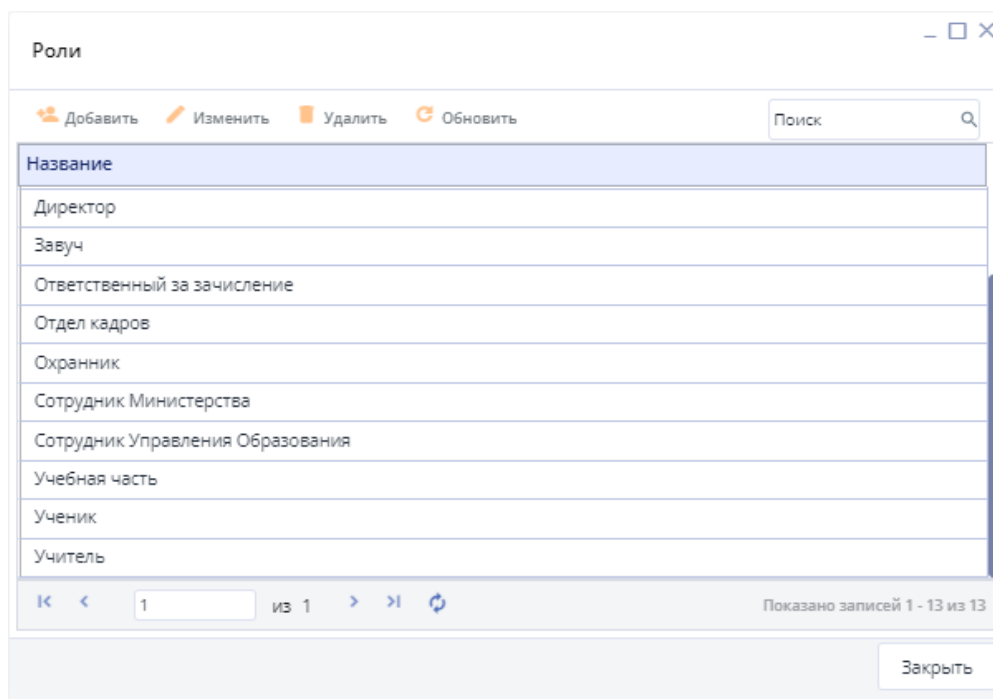 Роли
Добавить Изменить Удалить Обновить Поиск
Название
Директор
Завуч
Ответственный за зачисление
Отдел кадров
Охранник
Сотрудник Министерства
Сотрудник Управления Образования
Учебная часть
Ученик
Учитель
1 из 1 Показано записей 1 - 13 из 13
Закрыть